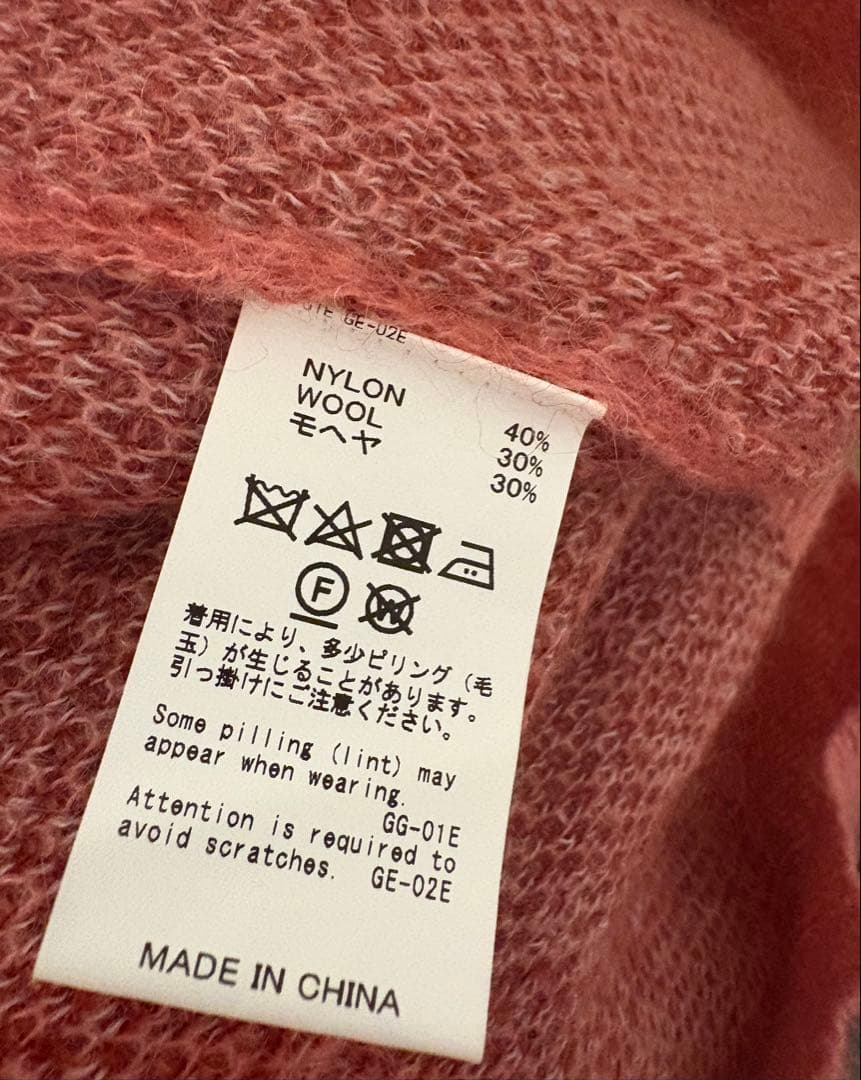 GE-02E
NYLON 40%
WOOL 30%
モヘヤ 30%
F
W
着用により、多少ピリング（毛
玉）が生じることがあります。
引っ掛けにご注意ください。
Some pilling (lint) may
appear when wearing.
GG-01E
Attention is required to
avoid scratches. GE-02E
MADE IN CHINA